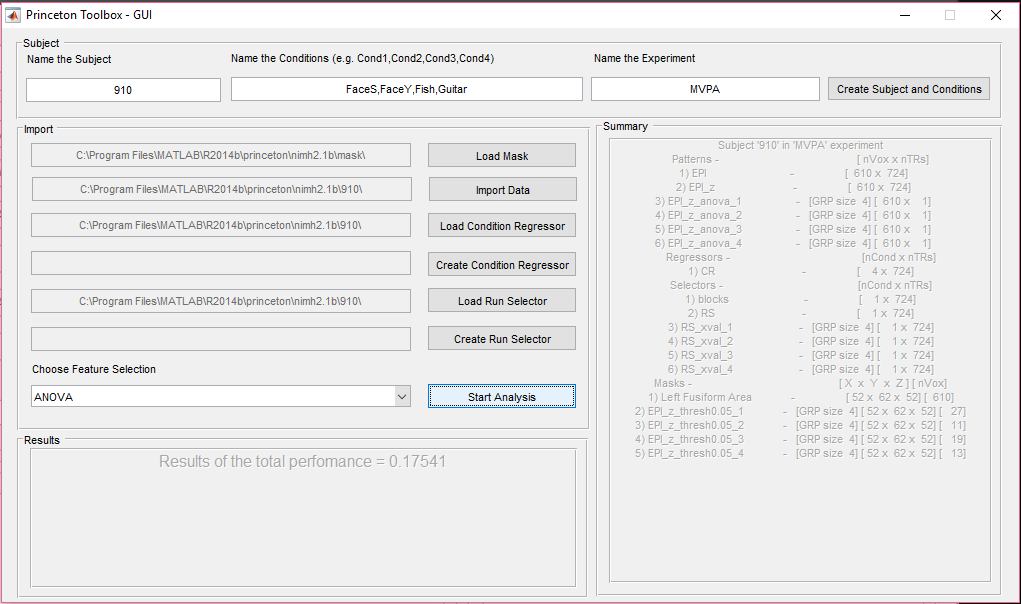 Princeton Toolbox - GUI
Subject
Name the Subject
Name the Conditions (e.g. Cond1,Cond2,Cond3,Cond4)
Name the Experiment
910
FaceS,FaceY,Fish,Guitar
MVPA
Create Subject and Conditions
Import
C:\Program Files\MATLAB\R2014b\princeton\nimh2.1b\mask\
Load Mask
C:\Program Files\MATLAB\R2014b\princeton\nimh2.1b\910\
Import Data
C:\Program Files\MATLAB\R2014b\princeton\nimh2.1b\910\
Load Condition Regressor
Create Condition Regressor
C:\Program Files\MATLAB\R2014b\princeton\nimh2.1b\910\
Load Run Selector
Create Run Selector
Choose Feature Selection
ANOVA
Start Analysis
Results
Results of the total perfomance = 0.17541
Summary
Subject '910' in 'MVPA' experiment
Patterns - [ nVox x nTRs]
1) EPI - [ 610 x 724]
2) EPI_z - [ 610 x 724]
3) EPI_z_anova_1 - [GRP size 4] [ 610 x 1]
4) EPI_z_anova_2 - [GRP size 4] [ 610 x 1]
5) EPI_z_anova_3 - [GRP size 4] [ 610 x 1]
6) EPI_z_anova_4 - [GRP size 4] [ 610 x 1]
Regressors - [nCond x nTRs]
1) CR - [ 4 x 724]
Selectors - [nCond x nTRs]
1) blocks - [ 1 x 724]
2) RS - [ 1 x 724]
3) RS_xval_1 - [GRP size 4] [ 1 x 724]
4) RS_xval_2 - [GRP size 4] [ 1 x 724]
5) RS_xval_3 - [GRP size 4] [ 1 x 724]
6) RS_xval_4 - [GRP size 4] [ 1 x 724]
Masks - [ X x Y x Z ] [ nVox]
1) Left Fusiform Area - [ 52 x 62 x 52] [ 610]
2) EPI_z_thresh0.05_1 - [GRP size 4] [ 52 x 62 x 52] [ 27]
3) EPI_z_thresh0.05_2 - [GRP size 4] [ 52 x 62 x 52] [ 11]
4) EPI_z_thresh0.05_3 - [GRP size 4] [ 52 x 62 x 52] [ 19]
5) EPI_z_thresh0.05_4 - [GRP size 4] [ 52 x 62 x 52] [ 13]